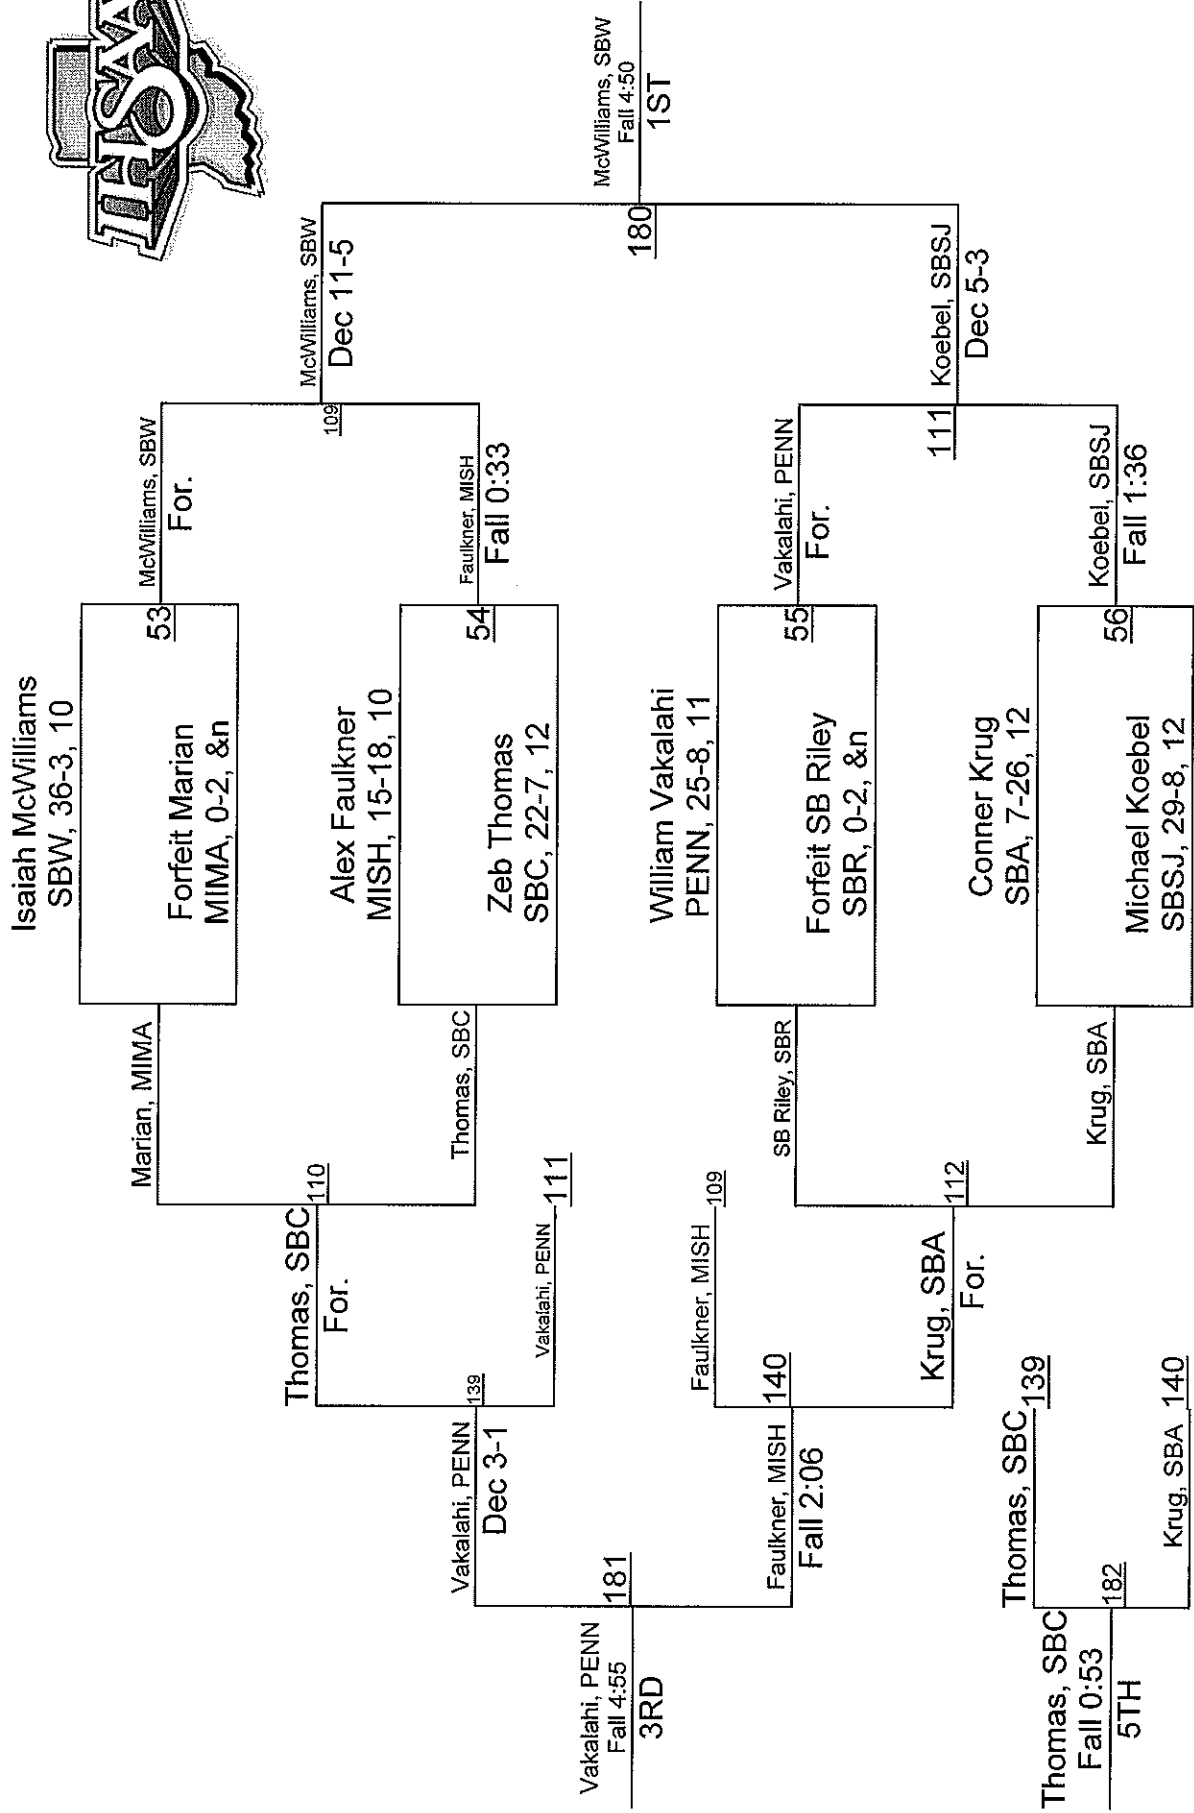 IHSAA
Isaiah McWilliams
SBW, 36-3, 10
53
Forfeit Marian
MIMA, 0-2, &n
Alex Faulkner
MISH, 15-18, 10
54
Zeb Thomas
SBC, 22-7, 12
William Vakalahi
PENN, 25-8, 11
55
Forfeit SB Riley
SBR, 0-2, &n
Conner Krug
SBA, 7-26, 12
56
Michael Koebel
SBSJ, 29-8, 12
McWilliams, SBW
For.
Faulkner, MISH
Fall 0:33
Vakalahi, PENN
For.
Koebel, SBSJ
Fall 1:36
109
McWilliams, SBW
Dec 11-5
111
Koebel, SBSJ
Dec 5-3
180
McWilliams, SBW
Fall 4:50
1ST
Marian, MIMA
Thomas, SBC
SB Riley, SBR
Krug, SBA
110
Thomas, SBC
For.
Vakalahi, PENN
111
Faulkner, MISH
109
112
Krug, SBA
For.
139
Vakalahi, PENN
Dec 3-1
140
Faulkner, MISH
Fall 2:06
181
Vakalahi, PENN
Fall 4:55
3RD
Thomas, SBC
139
Krug, SBA
140
182
Thomas, SBC
Fall 0:53
5TH